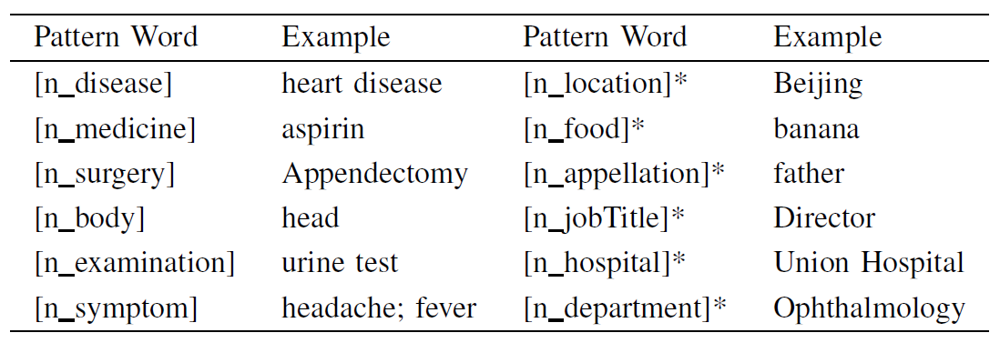 Pattern Word Example Pattern Word Example
[n_disease] heart disease [n_location]* Beijing
[n_medicine] aspirin [n_food]* banana
[n_surgery] Appendectomy [n_appellation]* father
[n_body] head [n_jobTitle]* Director
[n_examination] urine test [n_hospital]* Union Hospital
[n_symptom] headache; fever [n_department]* Ophthalmology